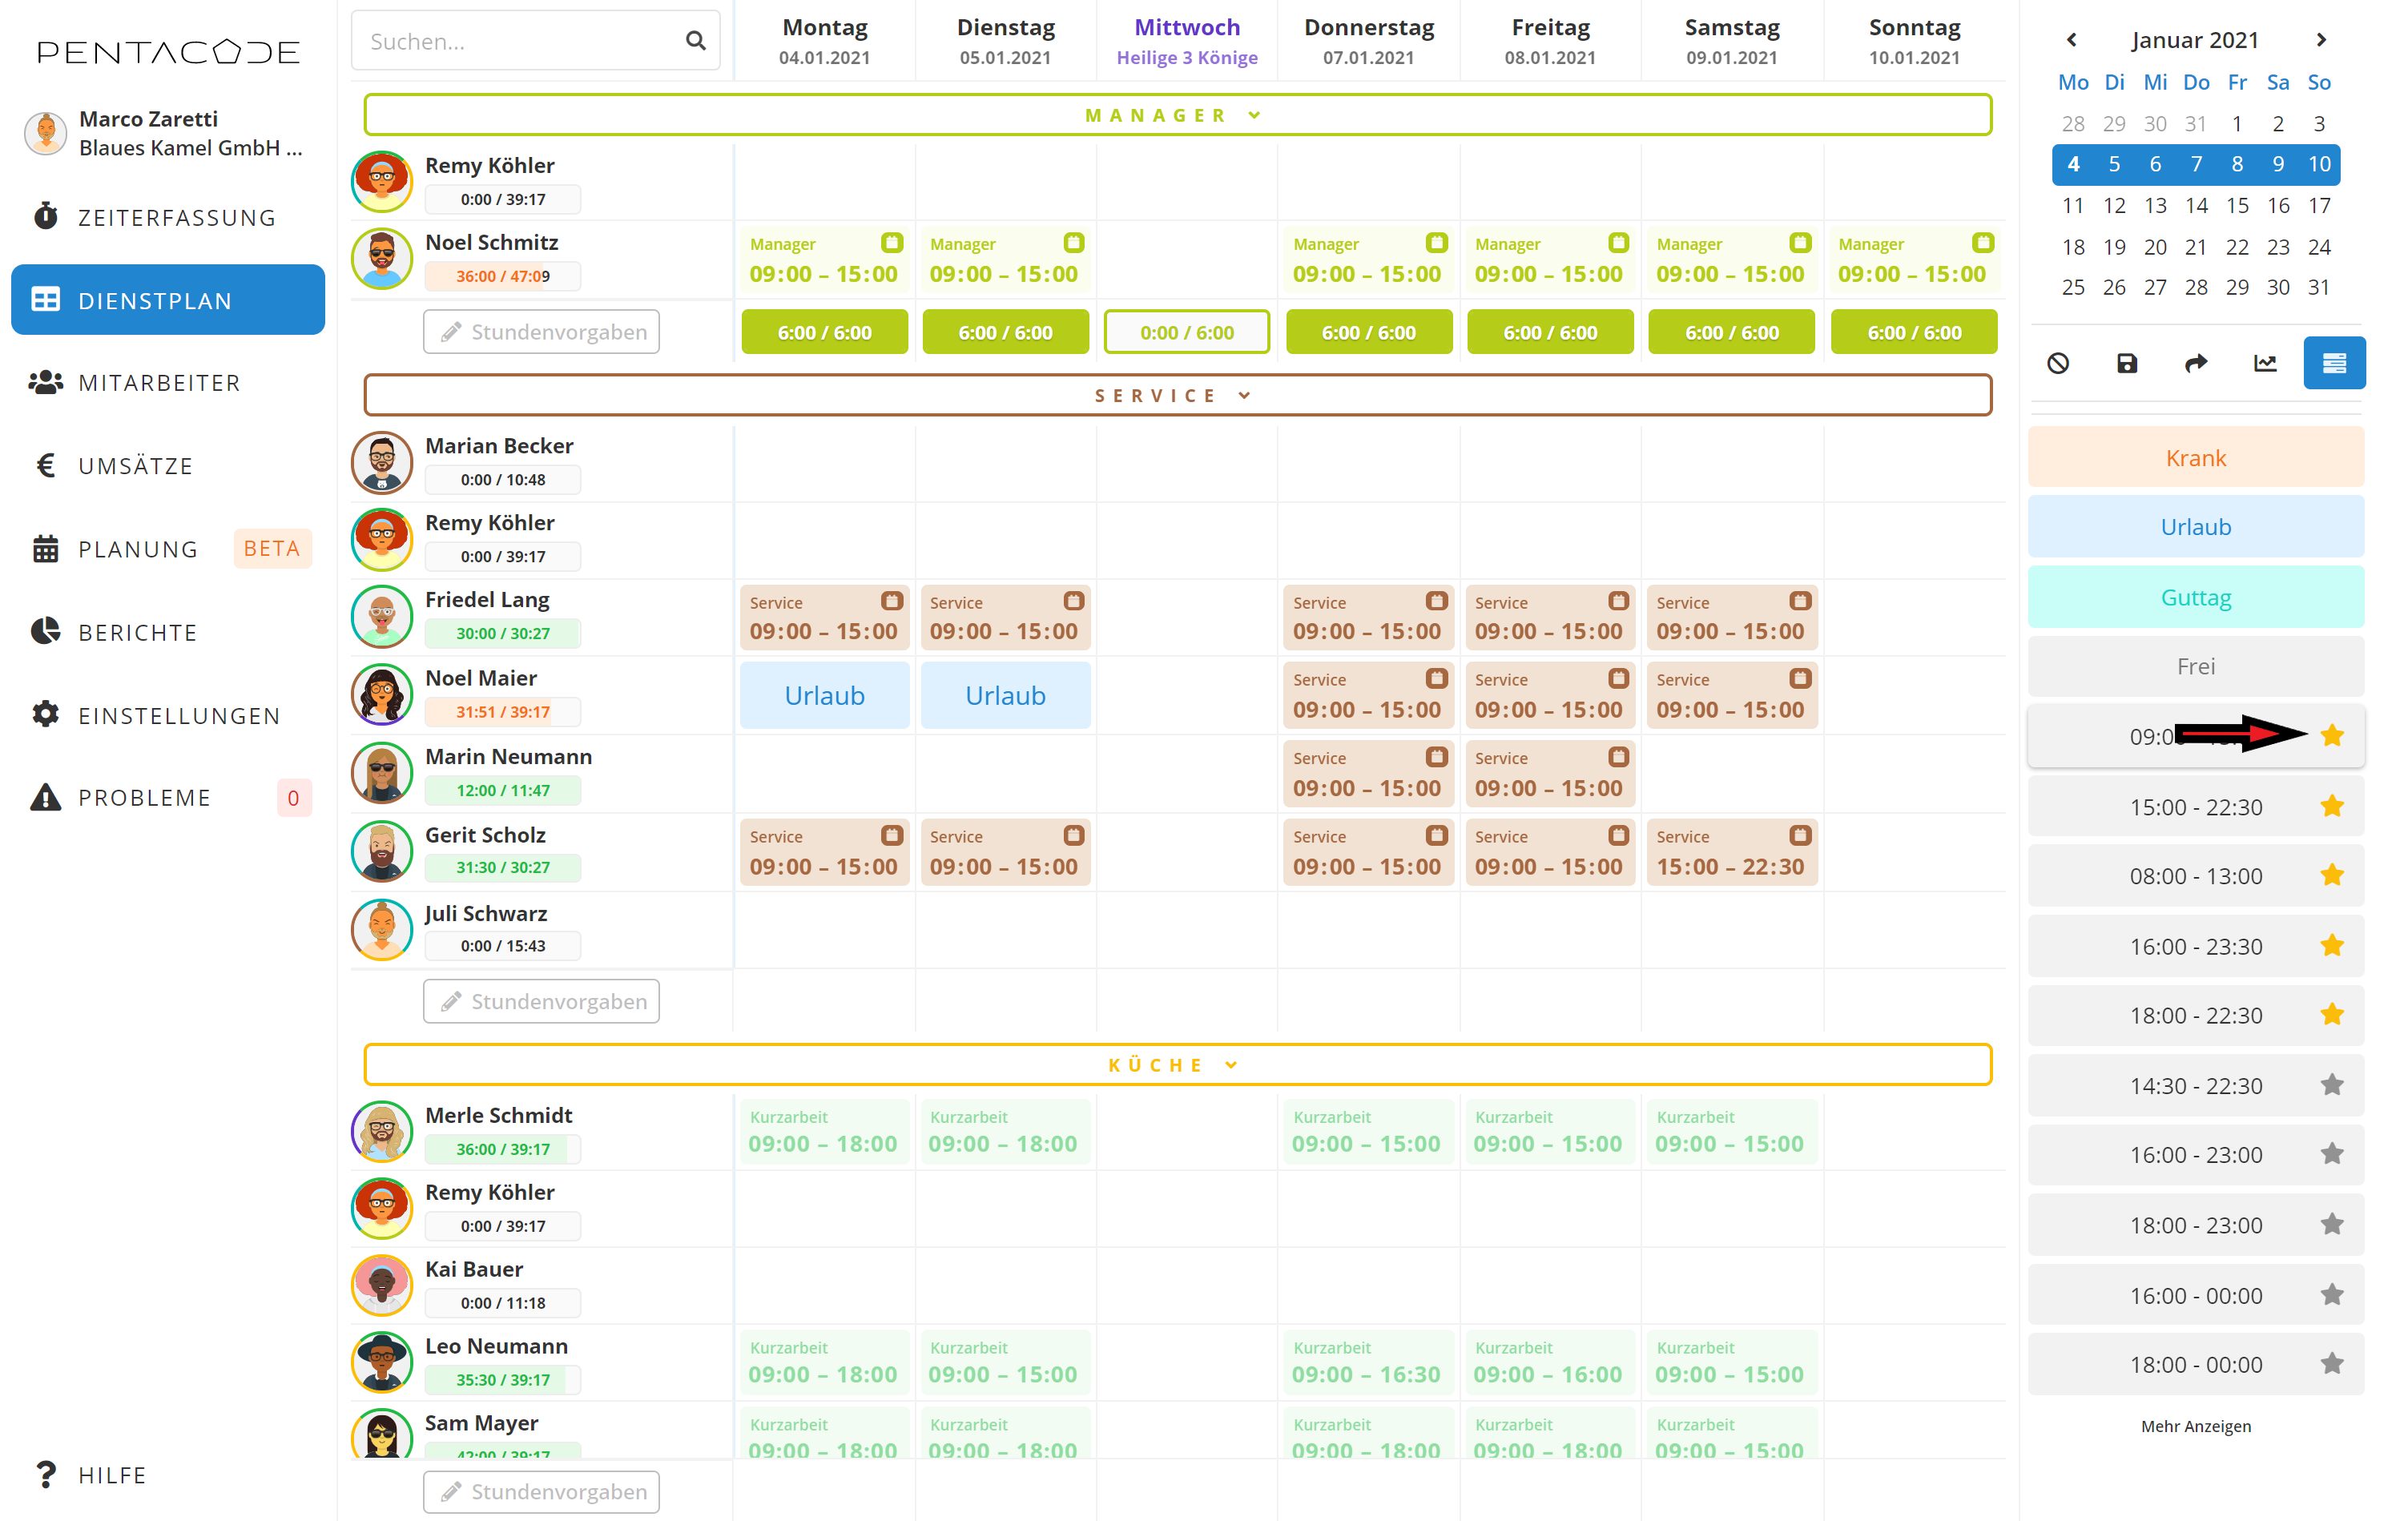 PENTACODE
Marco Zaretti
Blaues Kamel GmbH ...
ZEITERFASSUNG
DIENSTPLAN
MITARBEITER
UMSÄTZE
PLANUNG BETA
BERICHTE
EINSTELLUNGEN
PROBLEME 0
HILFE
Suchen...
Montag Dienstag Mittwoch Donnerstag Freitag Samstag Sonntag
04.01.2021 05.01.2021 Heilige 3 Könige 07.01.2021 08.01.2021 09.01.2021 10.01.2021
MANAGER
Remy Köhler
0:00 / 39:17
Noel Schmitz Manager Manager Manager Manager Manager Manager
36:00 / 47:09 09:00 – 15:00 09:00 – 15:00 09:00 – 15:00 09:00 – 15:00 09:00 – 15:00 09:00 – 15:00
Stundenvorgaben 6:00 / 6:00 6:00 / 6:00 0:00 / 6:00 6:00 / 6:00 6:00 / 6:00 6:00 / 6:00 6:00 / 6:00
SERVICE
Marian Becker
0:00 / 10:48
Remy Köhler
0:00 / 39:17
Friedel Lang Service Service Service Service Service
30:00 / 30:27 09:00 – 15:00 09:00 – 15:00 09:00 – 15:00 09:00 – 15:00 09:00 – 15:00
Noel Maier Urlaub Urlaub Service Service Service
31:51 / 39:17 09:00 – 15:00 09:00 – 15:00 09:00 – 15:00
Marin Neumann Service Service
12:00 / 11:47 09:00 – 15:00 09:00 – 15:00
Gerit Scholz Service Service Service Service Service
31:30 / 30:27 09:00 – 15:00 09:00 – 15:00 09:00 – 15:00 09:00 – 15:00 15:00 – 22:30
Juli Schwarz
0:00 / 15:43
Stundenvorgaben
KÜCHE
Merle Schmidt Kurzarbeit Kurzarbeit Kurzarbeit Kurzarbeit Kurzarbeit
36:00 / 39:17 09:00 – 18:00 09:00 – 18:00 09:00 – 15:00 09:00 – 15:00 09:00 – 15:00
Remy Köhler
0:00 / 39:17
Kai Bauer
0:00 / 11:18
Leo Neumann Kurzarbeit Kurzarbeit Kurzarbeit Kurzarbeit Kurzarbeit
35:30 / 39:17 09:00 – 18:00 09:00 – 15:00 09:00 – 16:30 09:00 – 16:00 09:00 – 15:00
Sam Mayer Kurzarbeit Kurzarbeit Kurzarbeit Kurzarbeit Kurzarbeit
42:00 / 39:17 09:00 – 18:00 09:00 – 18:00 09:00 – 18:00 09:00 – 18:00 09:00 – 15:00
Stundenvorgaben
Januar 2021
Mo Di Mi Do Fr Sa So
28 29 30 31 1 2 3
4 5 6 7 8 9 10
11 12 13 14 15 16 17
18 19 20 21 22 23 24
25 26 27 28 29 30 31
Krank
Urlaub
Guttag
Frei
15:00 - 22:30
08:00 - 13:00
16:00 - 23:30
18:00 - 22:30
14:30 - 22:30
16:00 - 23:00
18:00 - 23:00
16:00 - 00:00
18:00 - 00:00
Mehr Anzeigen